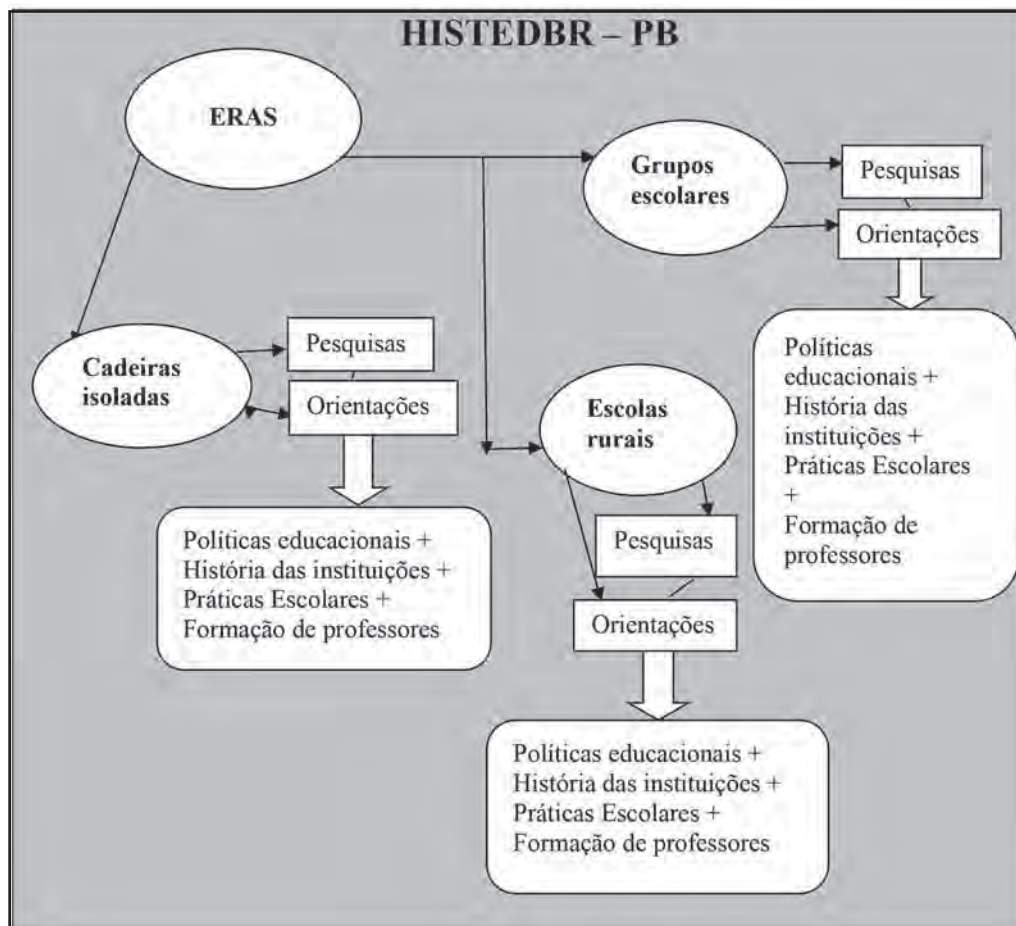 HISTEDBR – PB
ERAS
Grupos
escolares
Pesquisas
Orientações
Políticas
educacionais +
História das
instituições +
Práticas Escolares
+
Formação de
professores
Cadeiras
isoladas
Pesquisas
Orientações
Políticas educacionais +
História das instituições +
Práticas Escolares +
Formação de professores
Escolas
rurais
Pesquisas
Orientações
Políticas educacionais +
História das instituições +
Práticas Escolares +
Formação de professores